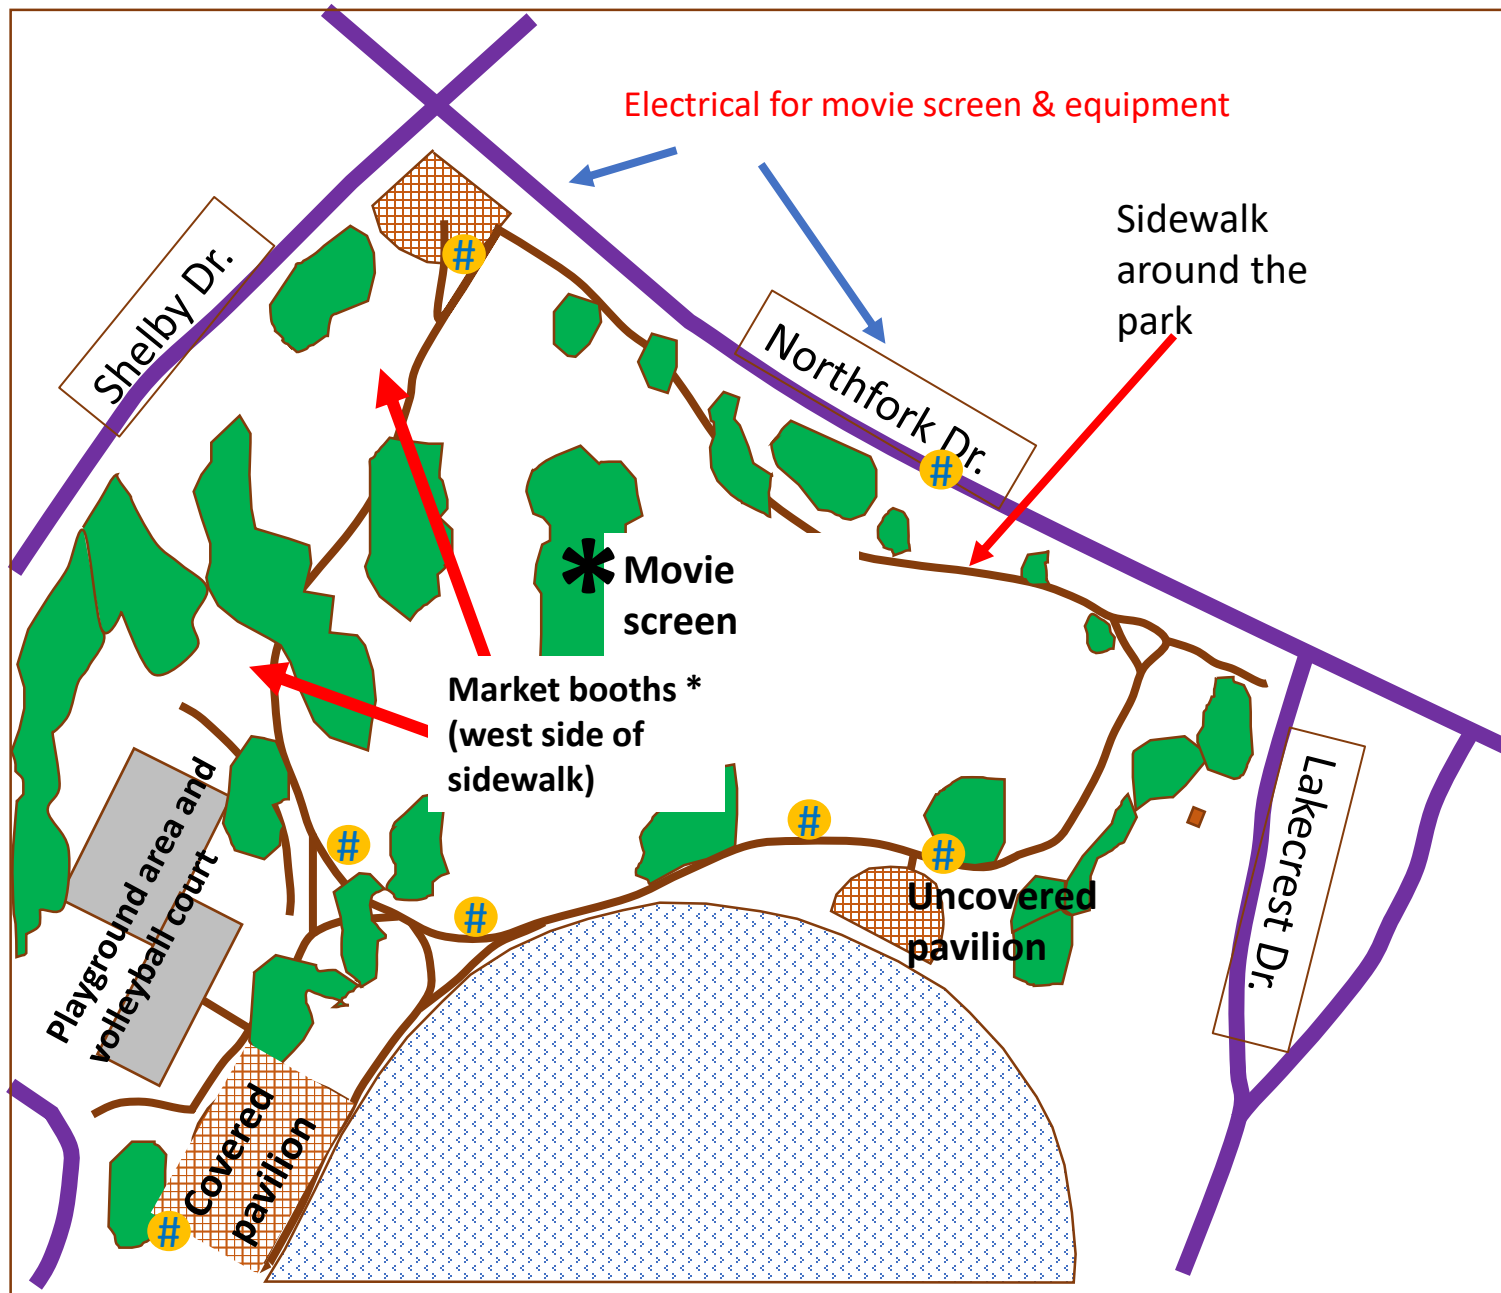 Electrical for movie screen & equipment
Sidewalk
around the
park
Shelby Dr.
#
Northfork Dr.
#
* Movie
screen
Market booths *
(west side of
sidewalk)
Lakecrest Dr.
Playground area and
volleyball court
#
#
#
#
Uncovered
pavilion
Covered
pavilion
#